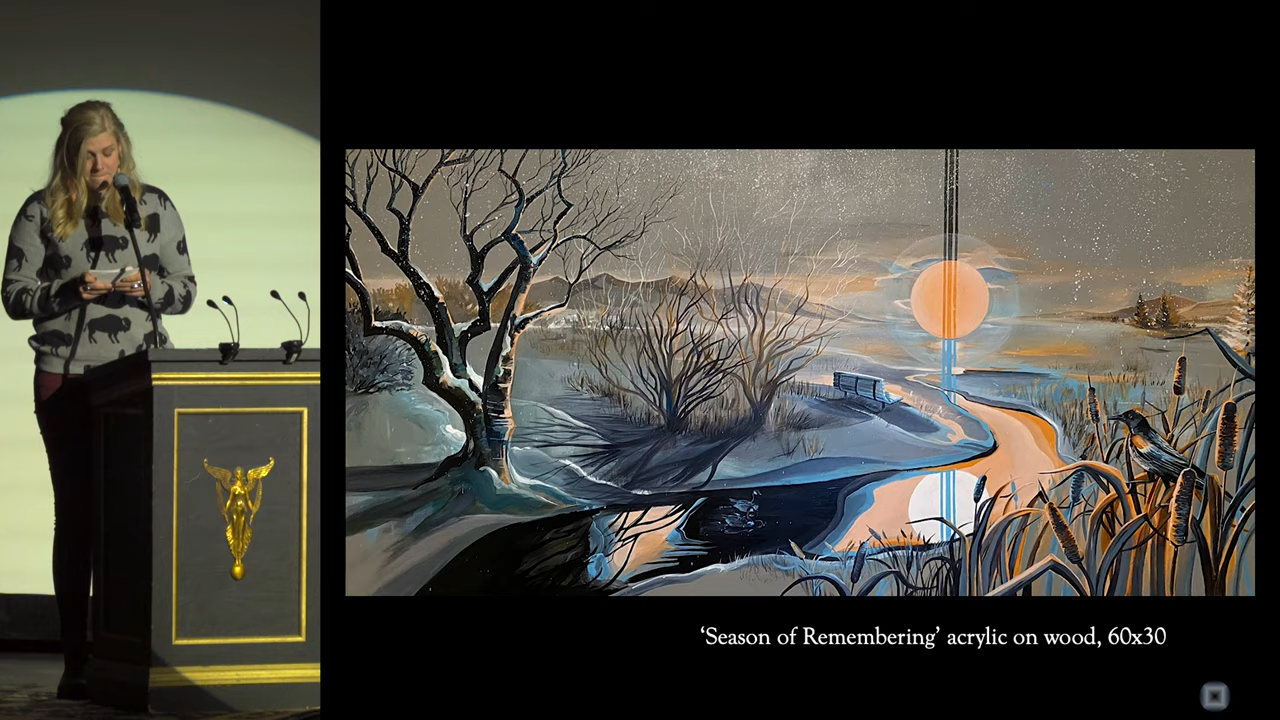 ‘Season of Remembering’ acrylic on wood, 60x30